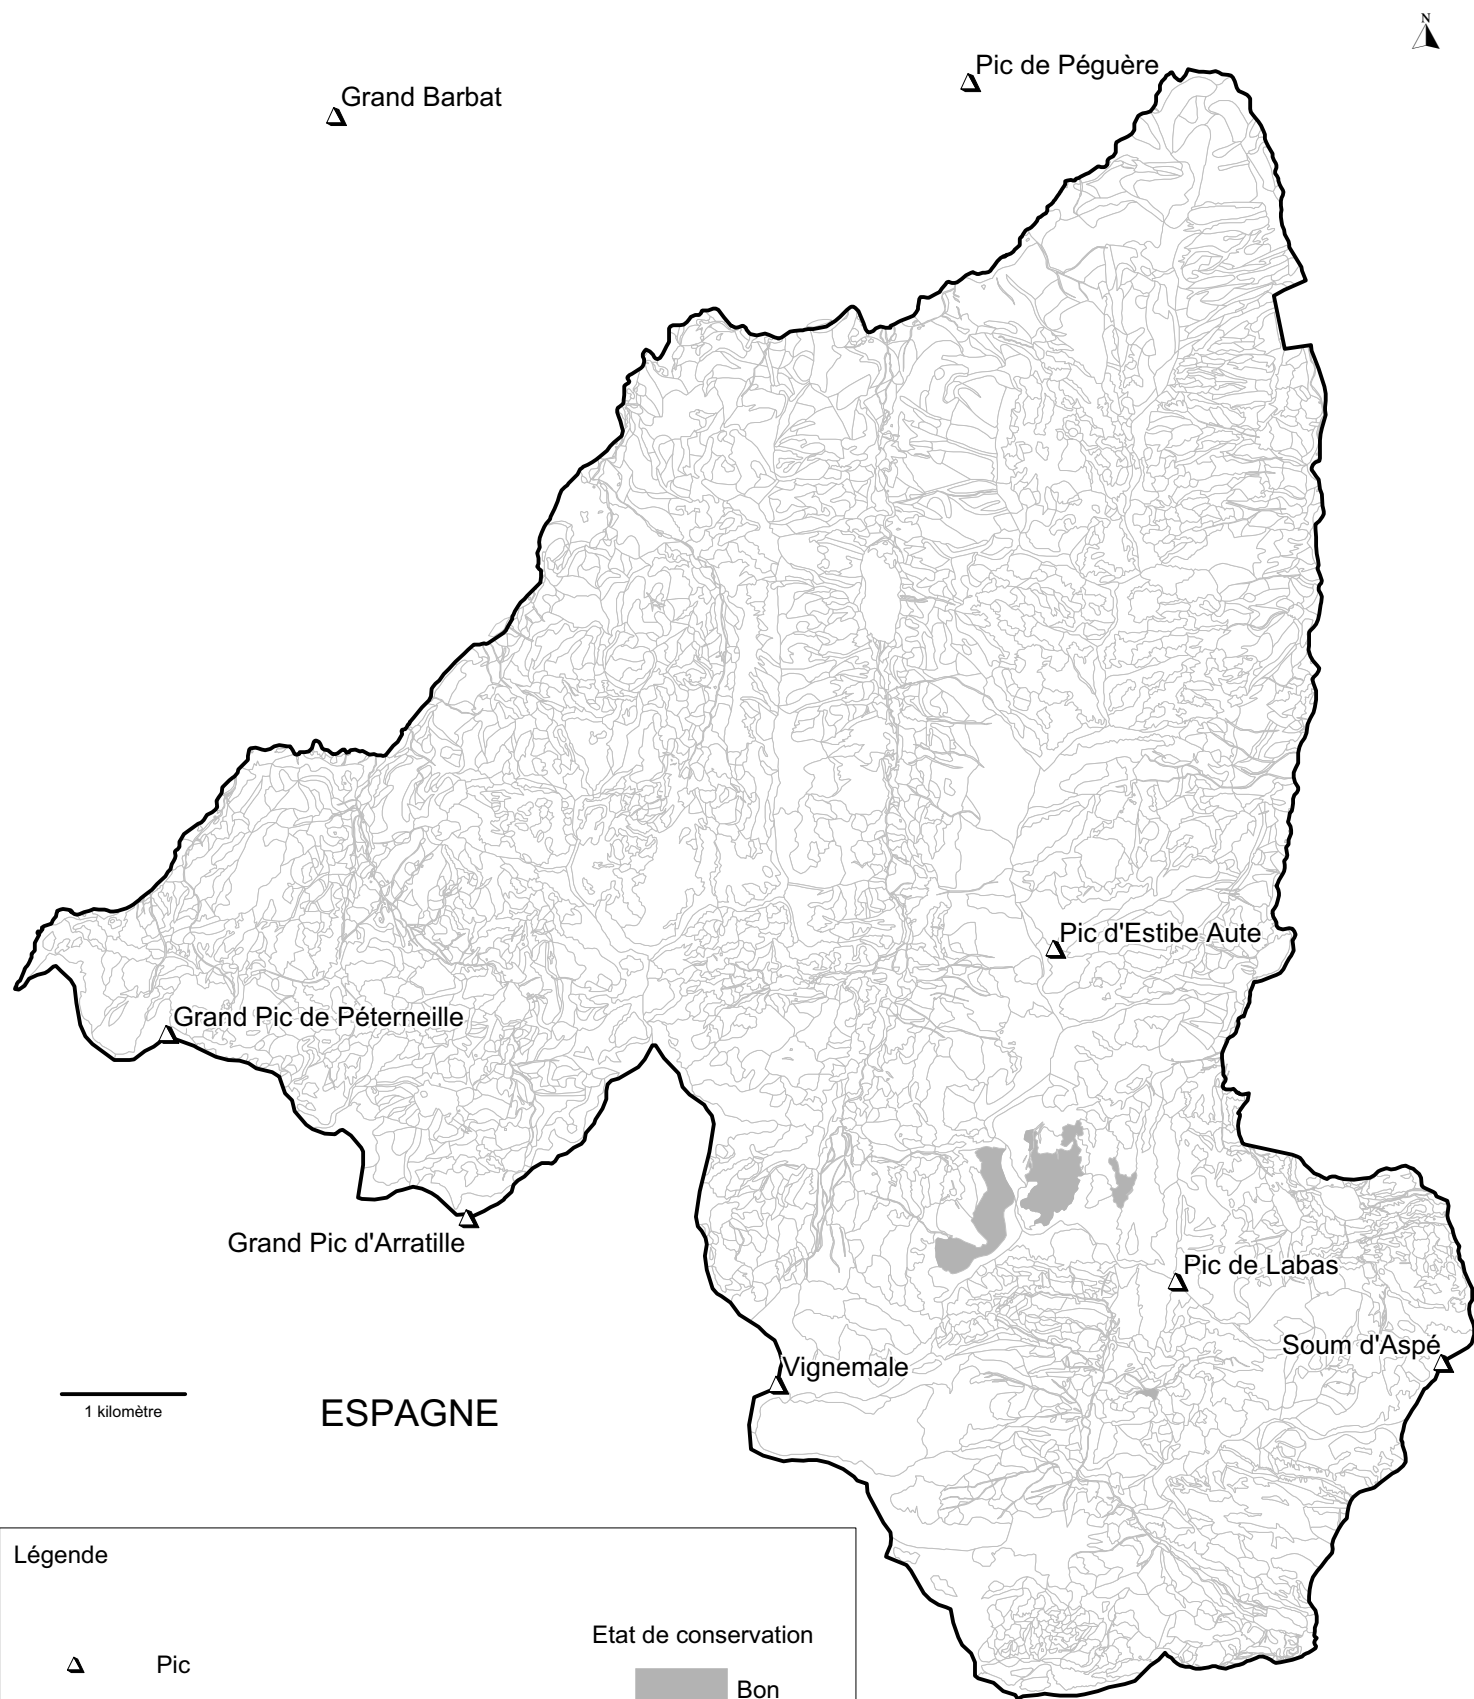 N
Pic de Péguère
Grand Barbat
Pic d'Estibe Aute
Grand Pic de Péterneille
Grand Pic d'Arratille
Pic de Labas
Soum d'Aspé
Vignemale
1 kilomètre
ESPAGNE
Légende
Etat de conservation
Pic
Bon